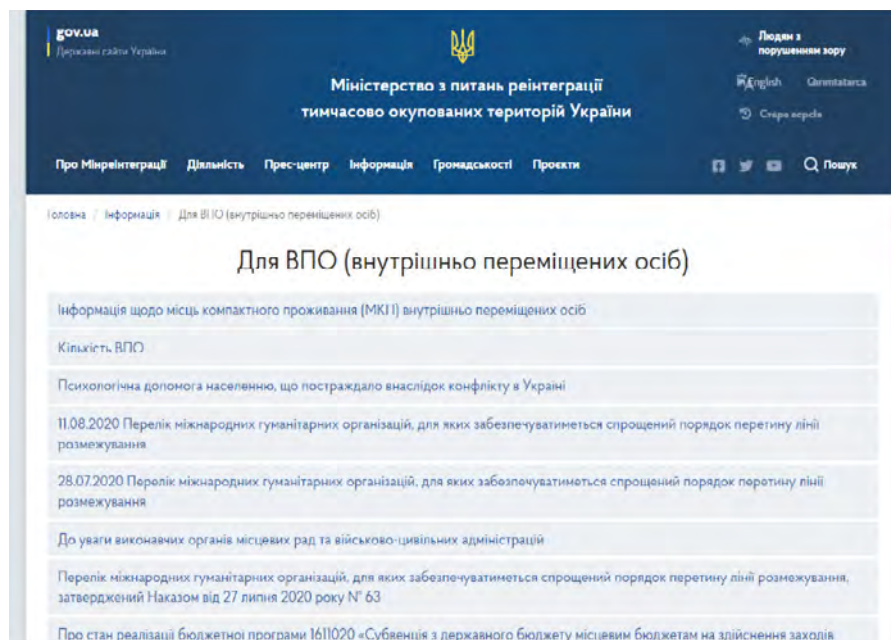 gov.ua
Державні сайти України
Людям з
порушенням зору
Міністерство з питань реінтеграції
тимчасово окупованих територій України
English Qırımtatarca
Стара версія
Про Мінреінтеграції Діяльність Прес-центр Інформація Громадськості Проєкти Пошук
Головна / Інформація / Для ВПО (внутрішньо переміщених осіб)
Для ВПО (внутрішньо переміщених осіб)
Інформація щодо місць компактного проживання (МКП) внутрішньо переміщених осіб
Кількість ВПО
Психологічна допомога населенню, що постраждало внаслідок конфлікту в Україні
11.08.2020 Перелік міжнародних гуманітарних організацій, для яких забезпечуватиметься спрощений порядок перетину лінії
розмежування
28.07.2020 Перелік міжнародних гуманітарних організацій, для яких забезпечуватиметься спрощений порядок перетину лінії
розмежування
До уваги виконавчих органів місцевих рад та військово-цивільних адміністрацій
Перелік міжнародних гуманітарних організацій, для яких забезпечуватиметься спрощений порядок перетину лінії розмежування,
затверджений Наказом від 27 липня 2020 року N° 63
Про стан реалізації бюджетної програми 1611020 «Субвенція з державного бюджету місцевим бюджетам на здійснення заходів